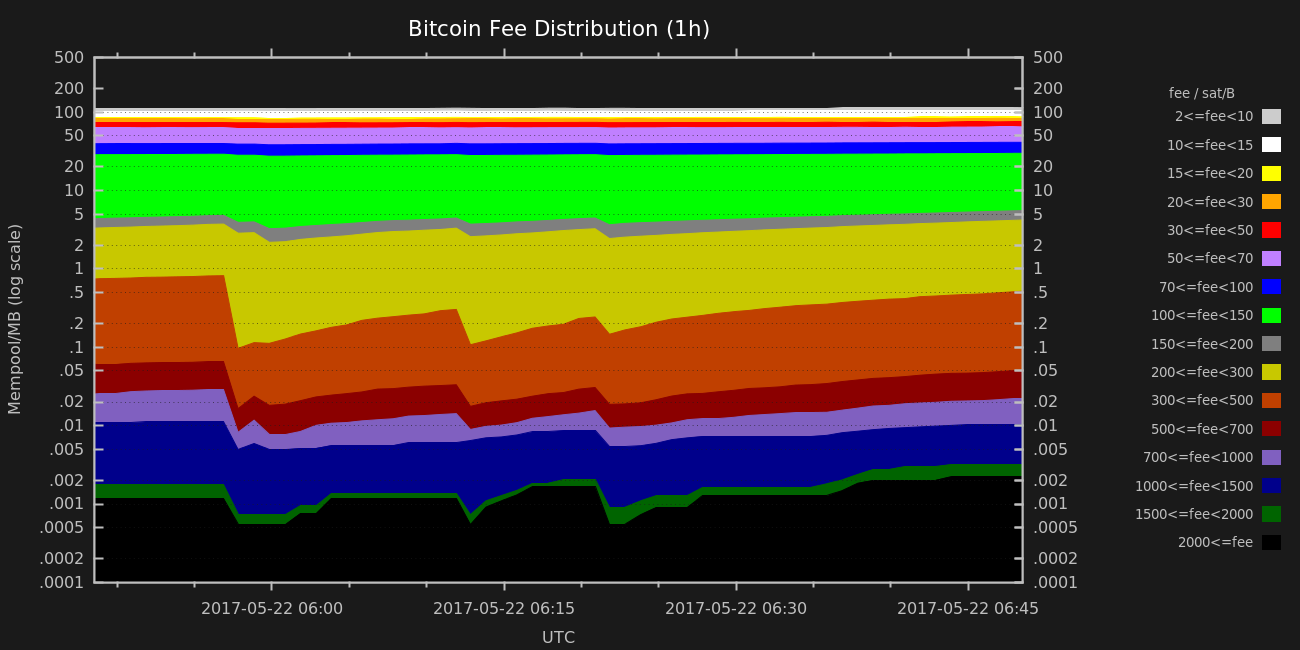 Bitcoin Fee Distribution (1h)
Mempool/MB (log scale)
500
200
100
50
20
10
5
2
1
.5
.2
.1
.05
.02
.01
.005
.002
.001
.0005
.0002
.0001
500
200
100
50
20
10
5
2
1
.5
.2
.1
.05
.02
.01
.005
.002
.001
.0005
.0002
.0001
2017-05-22 06:00
2017-05-22 06:15
2017-05-22 06:30
2017-05-22 06:45
UTC
fee / sat/B
2<=fee<10
10<=fee<15
15<=fee<20
20<=fee<30
30<=fee<50
50<=fee<70
70<=fee<100
100<=fee<150
150<=fee<200
200<=fee<300
300<=fee<500
500<=fee<700
700<=fee<1000
1000<=fee<1500
1500<=fee<2000
2000<=fee